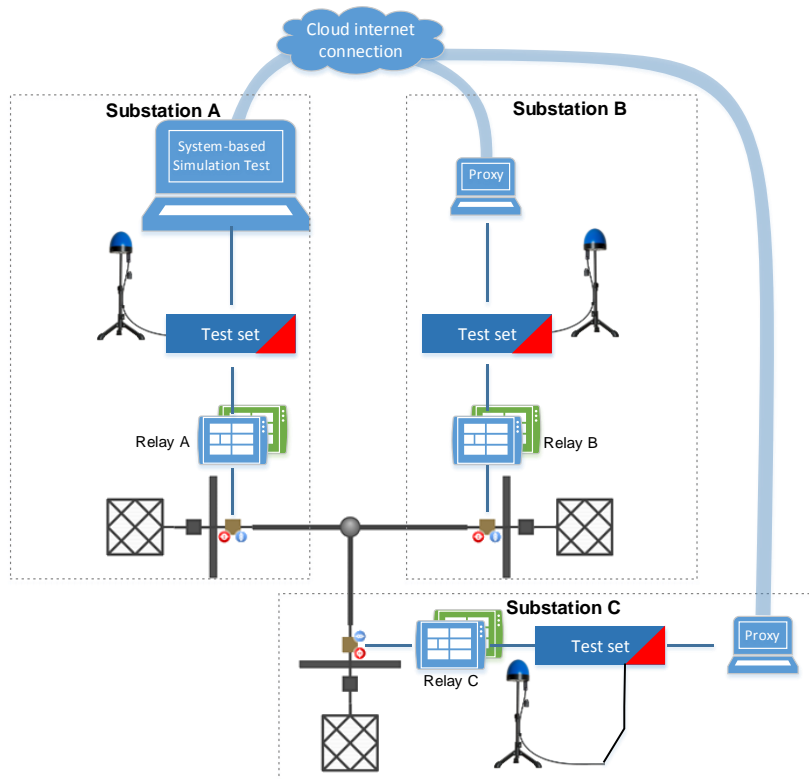 Cloud internet
connection
Substation A
Substation B
System-based
Simulation Test
Proxy
Test set
Test set
Relay A
Relay B
Substation C
Test set
Proxy
Relay C